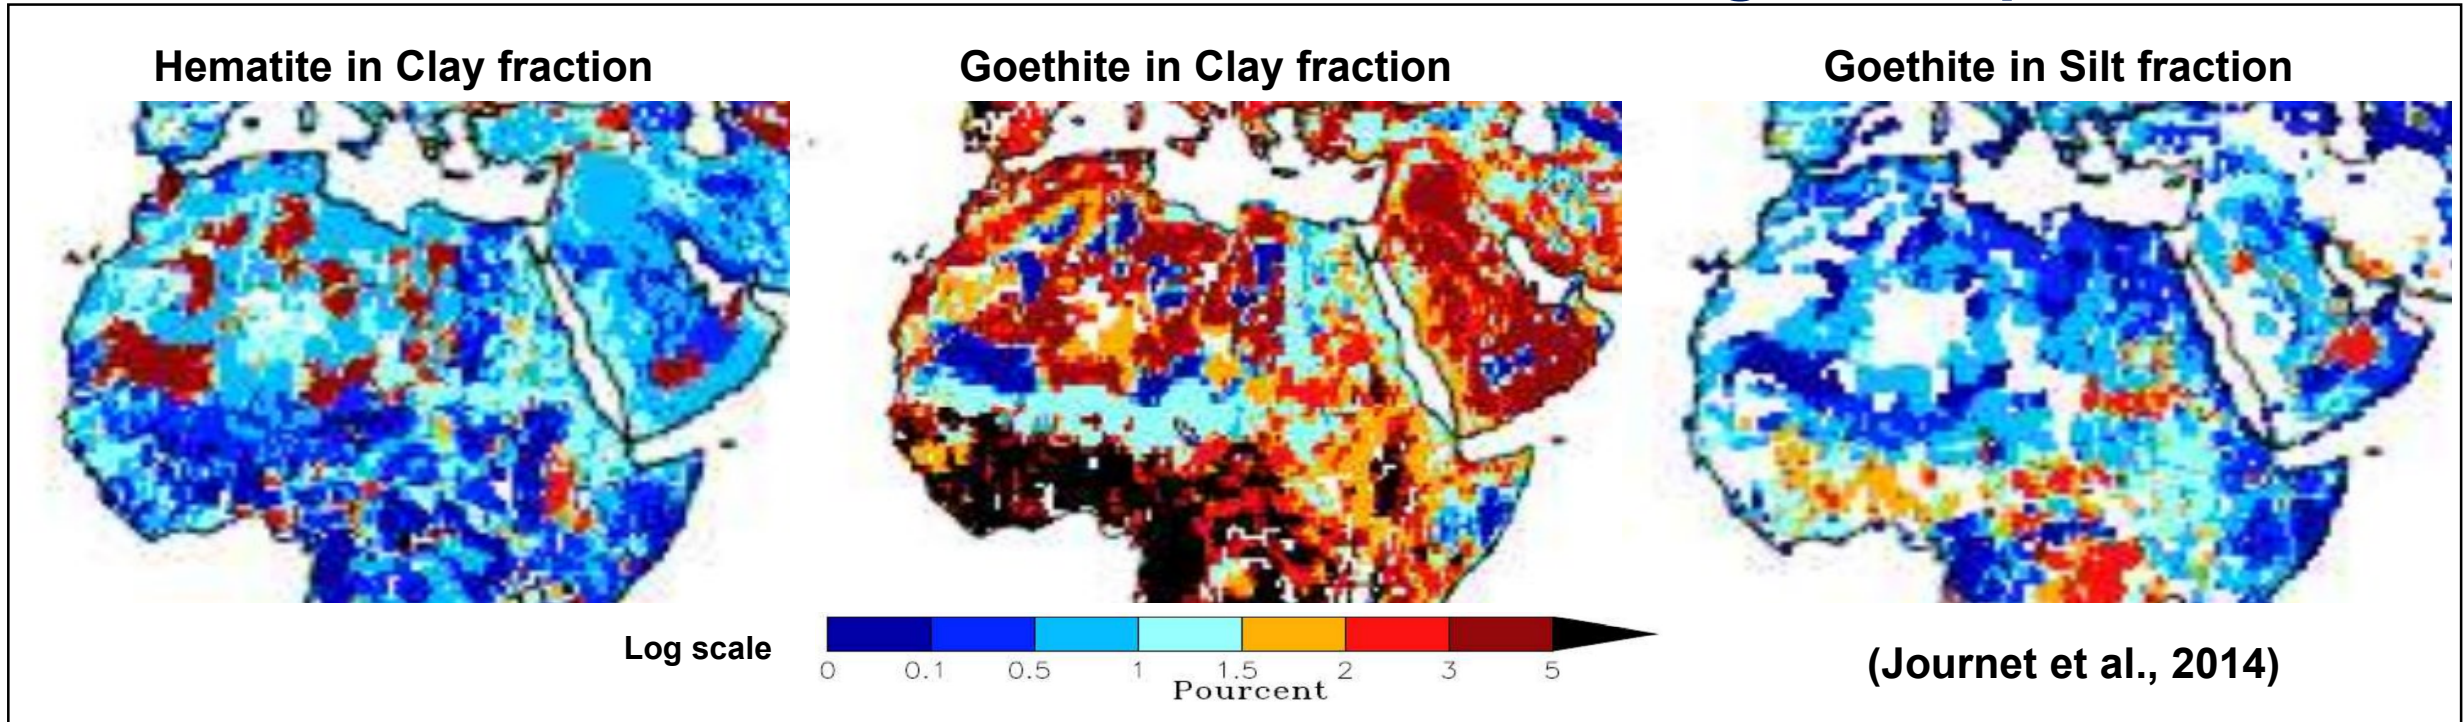 Hematite in Clay fraction
Goethite in Clay fraction
Goethite in Silt fraction
Log scale
0 0.1 0.5 1 1.5 2 3 5
Pourcent
(Journet et al., 2014)